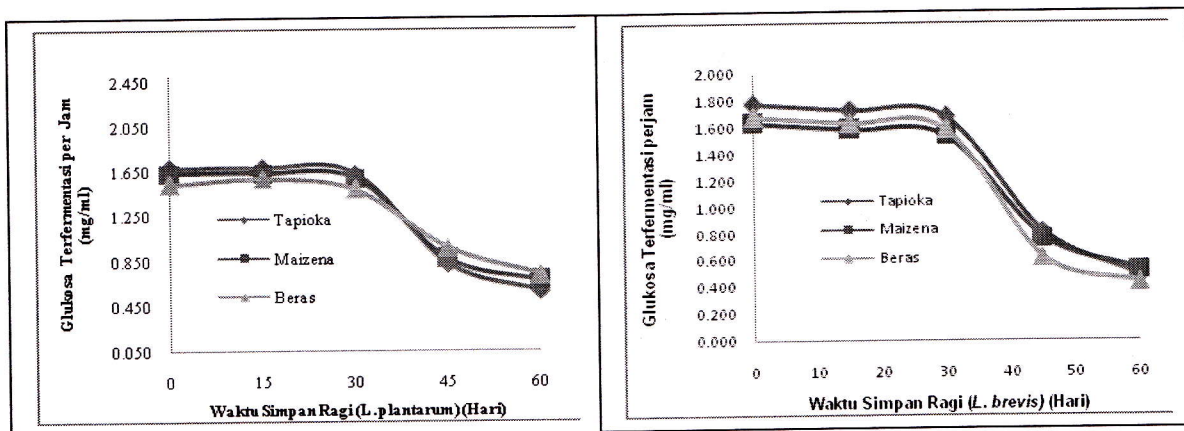 Glukosa Terfermentasi per Jam
(mg/ml)
2.450
2.050
1.650
1.250
0.850
0.450
0.050
Tapioka
Maizena
Beras
0 15 30 45 60
Waktu Simpan Ragi (L.plantarum) (Hari)
Glukosa Terfermentasi perjam
(mg/ml)
2.000
1.800
1.600
1.400
1.200
1.000
0.800
0.600
0.400
0.200
0.000
Tapioka
Maizena
Beras
0 10 20 30 40 50 60
Waktu Simpan Ragi (L. brevis) (Hari)